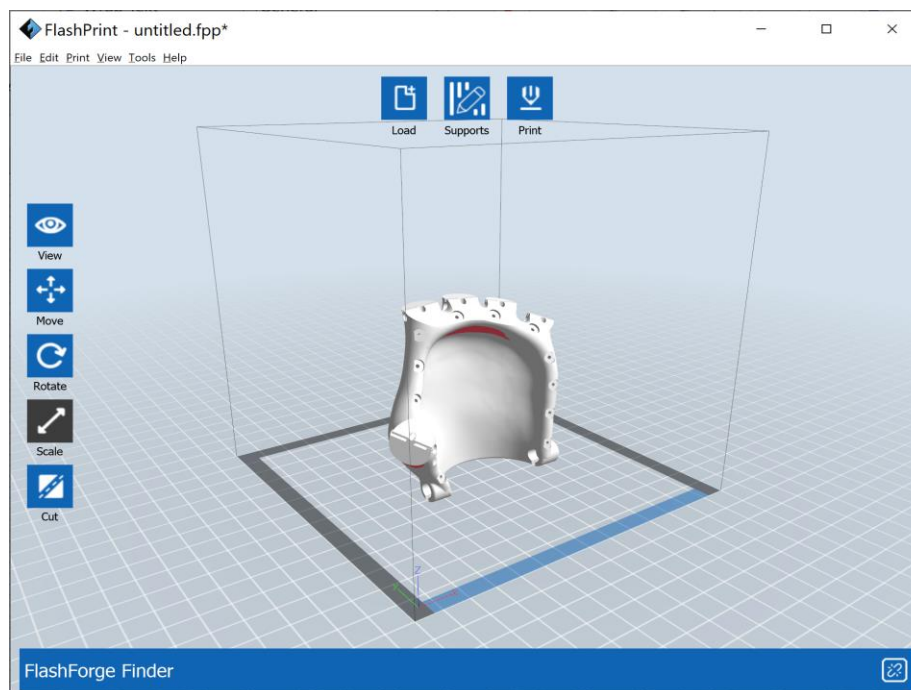 FlashPrint - untitled.fpp*
File Edit Print View Tools Help
Load Supports Print
View
Move
Rotate
Scale
Cut
Z
FlashForge Finder